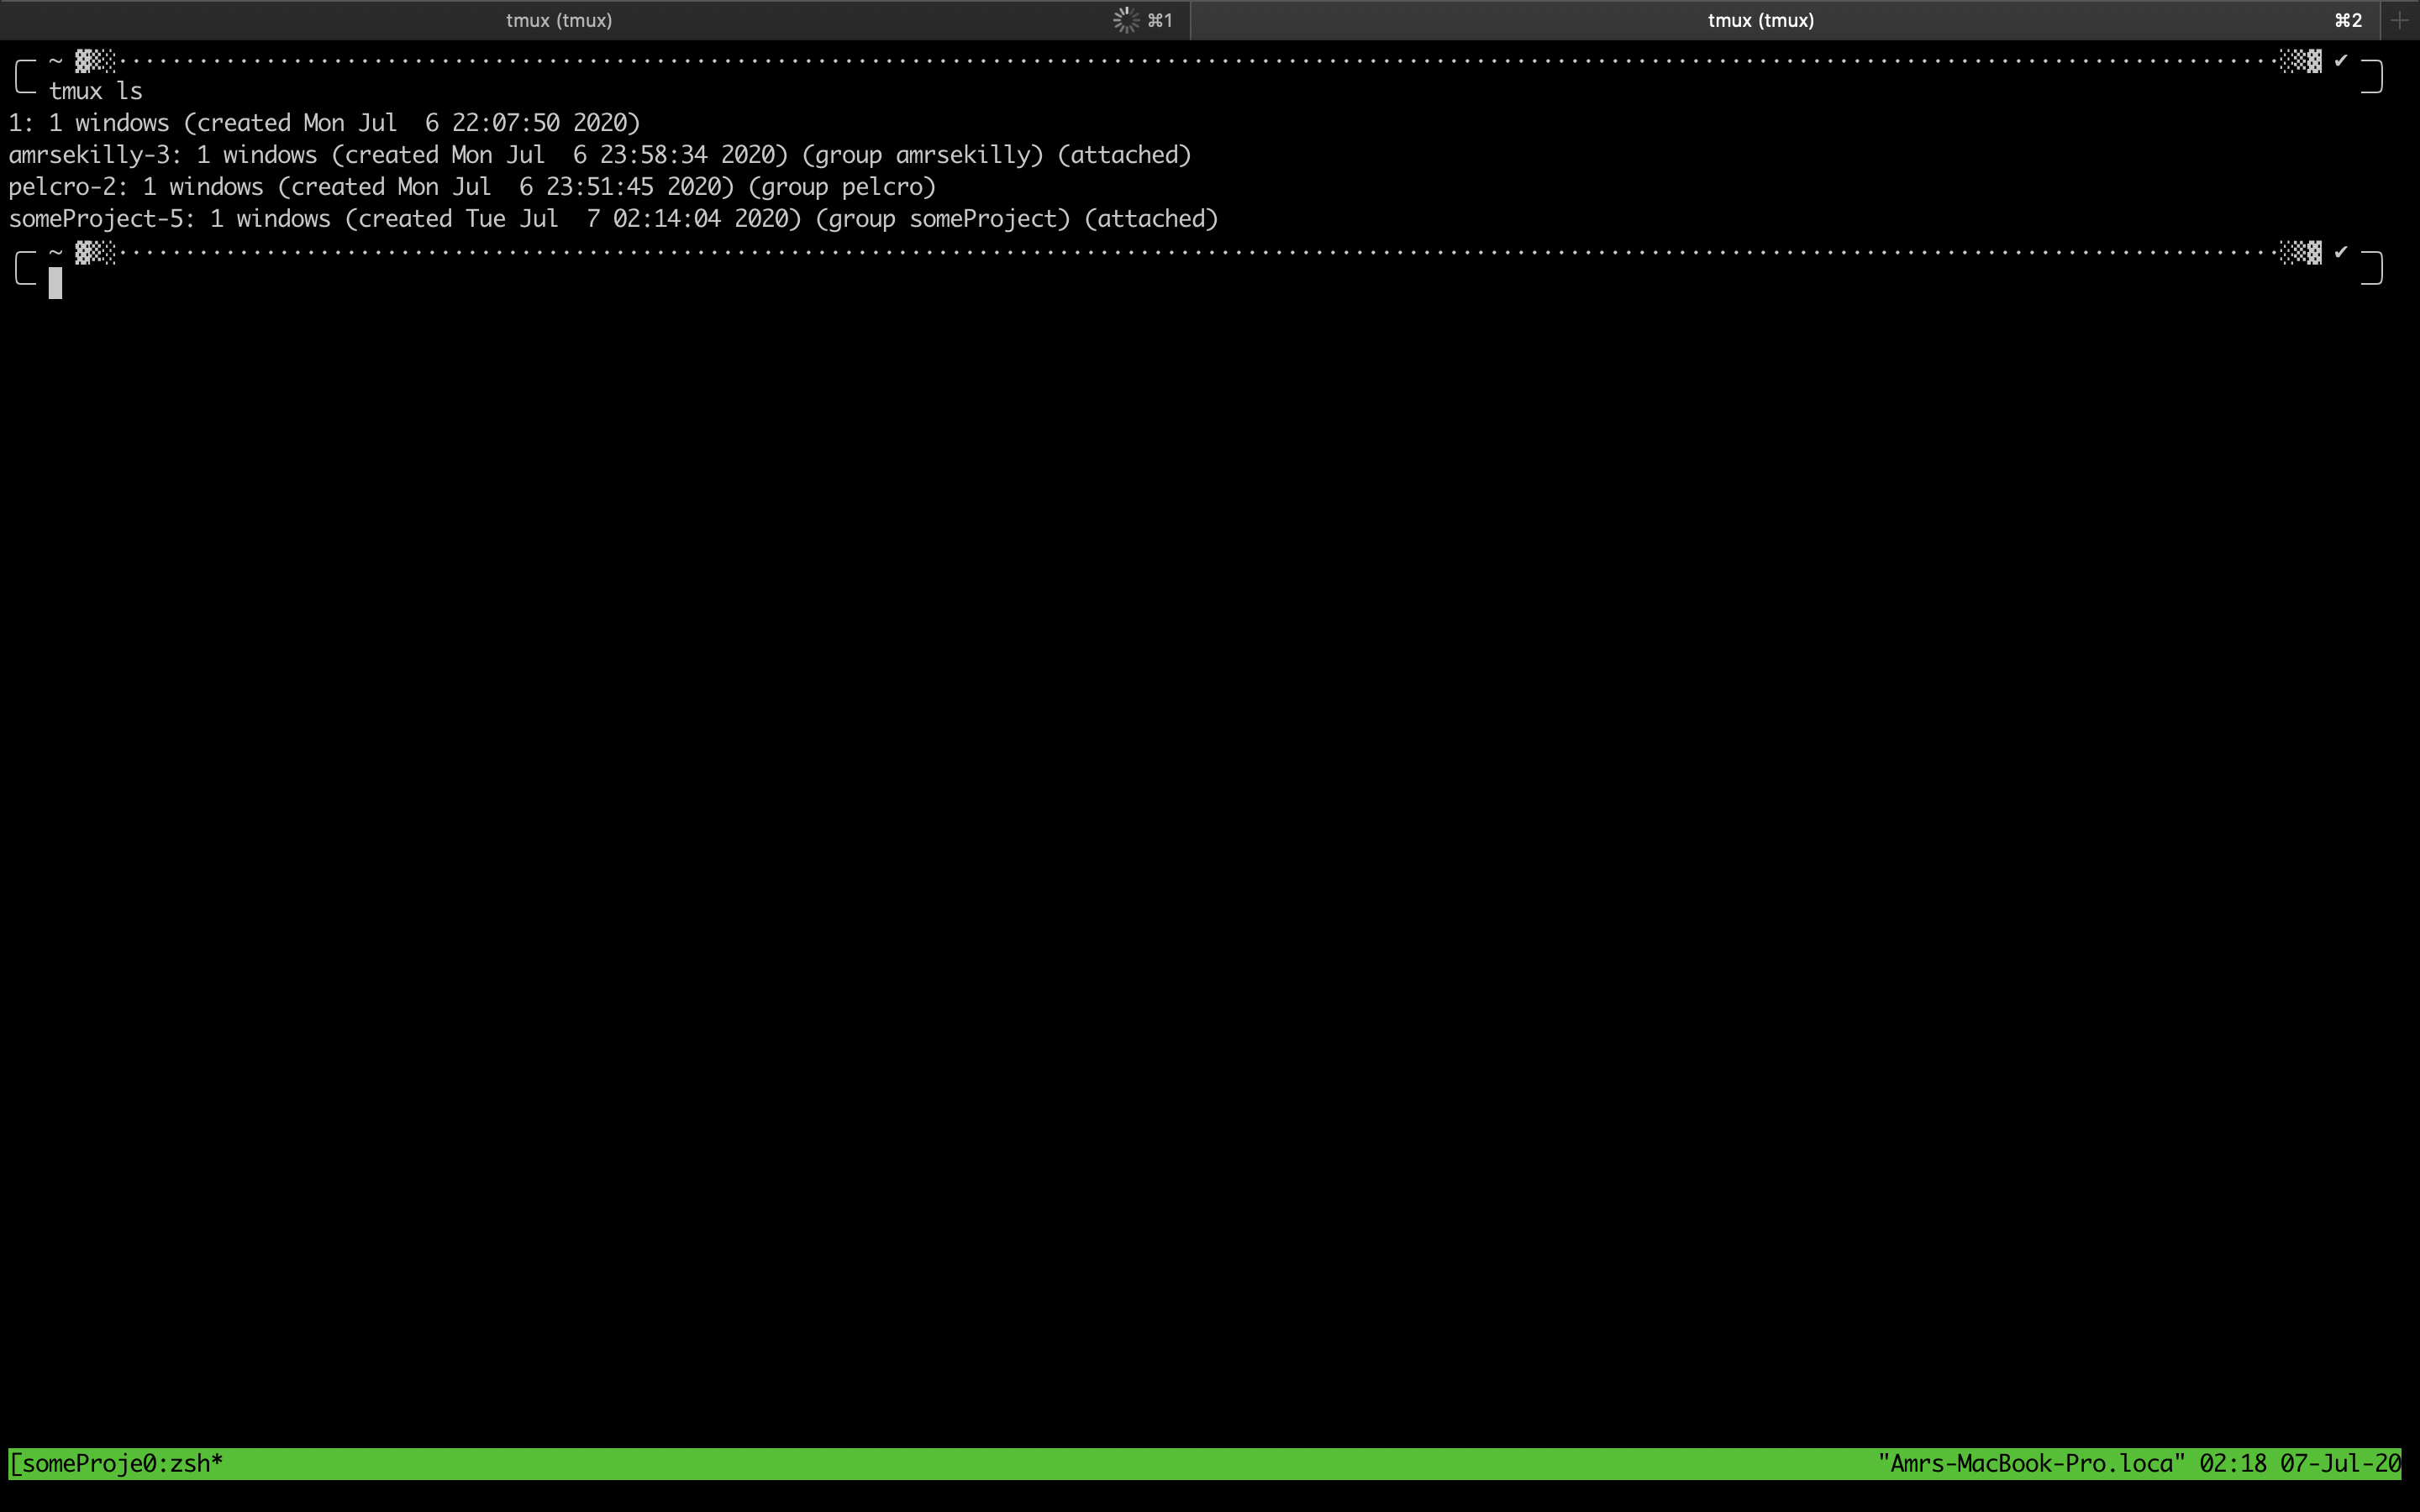 tmux (tmux) ⌘1 tmux (tmux) ⌘2 +
~ ✔
tmux ls
1: 1 windows (created Mon Jul  6 22:07:50 2020)
amrsekilly-3: 1 windows (created Mon Jul  6 23:58:34 2020) (group amrsekilly) (attached)
pelcro-2: 1 windows (created Mon Jul  6 23:51:45 2020) (group pelcro)
someProject-5: 1 windows (created Tue Jul  7 02:14:04 2020) (group someProject) (attached)
~ ✔
[someProje0:zsh* "Amrs-MacBook-Pro.loca" 02:18 07-Jul-20